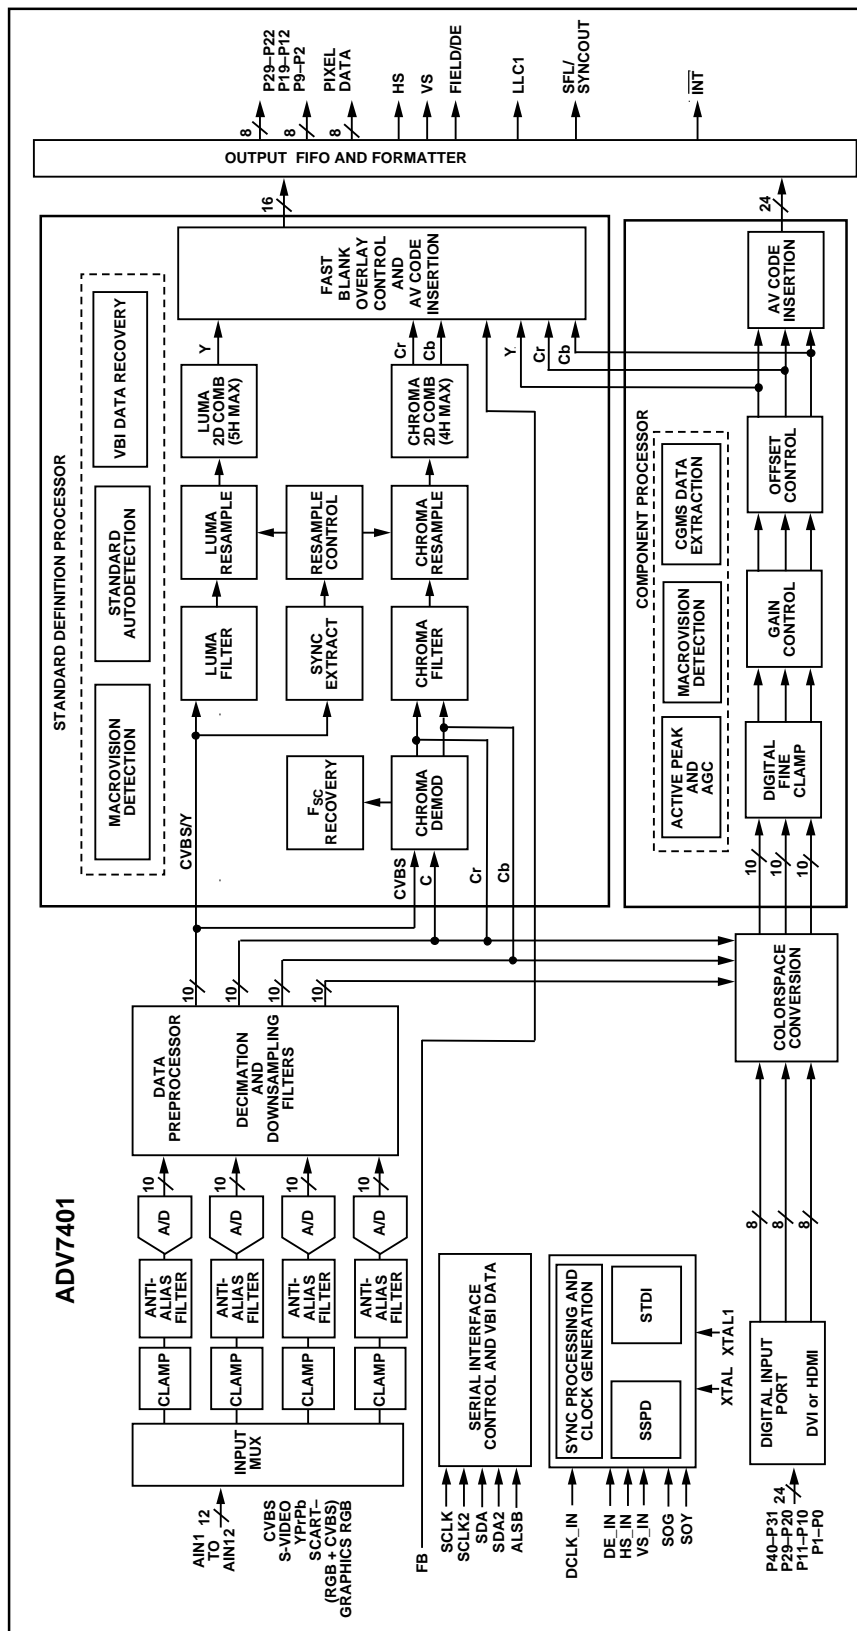 ADV7401
AIN1
TO
AIN12
12
CVBS
S-VIDEO
YPrPb
SCART–
(RGB + CVBS)
GRAPHICS RGB
INPUT
MUX
CLAMP
ANTI-
ALIAS
FILTER
A/D
10
CLAMP
ANTI-
ALIAS
FILTER
A/D
10
CLAMP
ANTI-
ALIAS
FILTER
A/D
10
CLAMP
ANTI-
ALIAS
FILTER
A/D
10
DATA
PREPROCESSOR
DECIMATION
AND
DOWNSAMPLING
FILTERS
10
10
10
10
STANDARD DEFINITION PROCESSOR
MACROVISION
DETECTION
STANDARD
AUTODETECTION
VBI DATA RECOVERY
CVBS/Y
LUMA
FILTER
LUMA
RESAMPLE
LUMA
2D COMB
(5H MAX)
Y
SYNC
EXTRACT
RESAMPLE
CONTROL
FSC
RECOVERY
CVBS
C
CHROMA
DEMOD
CHROMA
FILTER
CHROMA
RESAMPLE
CHROMA
2D COMB
(4H MAX)
Cr
Cb
Cr
Cb
FAST
BLANK
OVERLAY
CONTROL
AND
AV CODE
INSERTION
Y
Cr
Cb
16
FB
SCLK
SCLK2
SDA
SDA2
ALSB
SERIAL INTERFACE
CONTROL AND VBI DATA
DCLK_IN
DE_IN
HS_IN
VS_IN
SOG
SOY
SYNC PROCESSING AND
CLOCK GENERATION
SSPD
STDI
XTAL
XTAL1
P40–P31
P29–P20
P11–P10
P1–P0
24
DIGITAL INPUT
PORT
DVI or HDMI
8
8
8
COLORSPACE
CONVERSION
10
10
10
COMPONENT PROCESSOR
ACTIVE PEAK
AND
AGC
MACROVISION
DETECTION
CGMS DATA
EXTRACTION
DIGITAL
FINE
CLAMP
GAIN
CONTROL
OFFSET
CONTROL
AV CODE
INSERTION
24
OUTPUT FIFO AND FORMATTER
8
8
8
P29–P22
P19–P12
P9–P2
PIXEL
DATA
HS
VS
FIELD/DE
LLC1
SFL/
SYNCOUT
INT